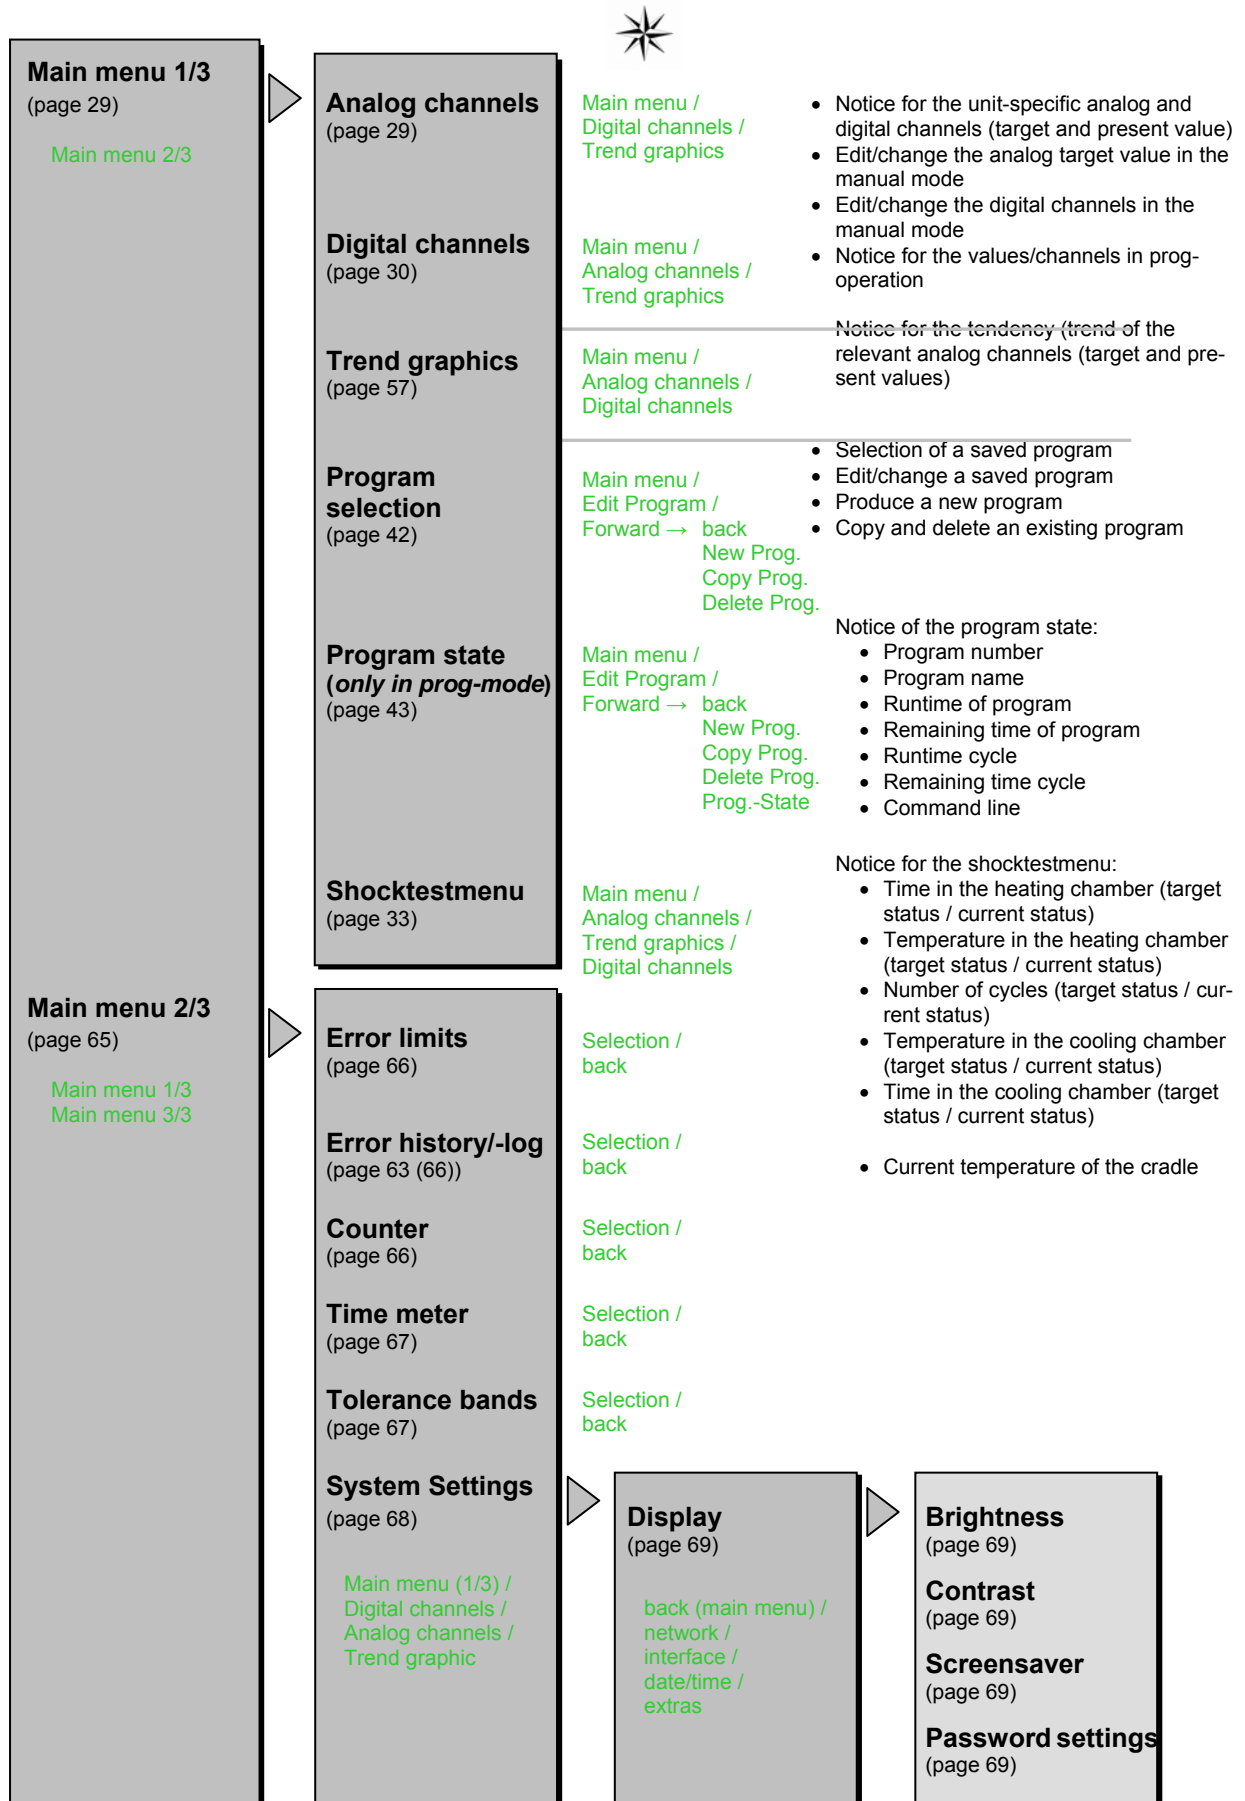 Main menu 1/3
(page 29)
Main menu 2/3
Analog channels
(page 29)
Main menu /
Digital channels /
Trend graphics
• Notice for the unit-specific analog and
digital channels (target and present value)
• Edit/change the analog target value in the
manual mode
• Edit/change the digital channels in the
manual mode
• Notice for the values/channels in prog-
operation
Digital channels
(page 30)
Main menu /
Analog channels /
Trend graphics
Trend graphics
(page 57)
Main menu /
Analog channels /
Digital channels
Notice for the tendency (trend of the
relevant analog channels (target and pre-
sent values)
Program
selection
(page 42)
Main menu /
Edit Program /
Forward → back
New Prog.
Copy Prog.
Delete Prog.
• Selection of a saved program
• Edit/change a saved program
• Produce a new program
• Copy and delete an existing program
Program state
(only in prog-mode)
(page 43)
Main menu /
Edit Program /
Forward → back
New Prog.
Copy Prog.
Delete Prog.
Prog.-State
Notice of the program state:
• Program number
• Program name
• Runtime of program
• Remaining time of program
• Runtime cycle
• Remaining time cycle
• Command line
Shocktestmenu
(page 33)
Main menu /
Analog channels /
Trend graphics /
Digital channels
Notice for the shocktestmenu:
• Time in the heating chamber (target
status / current status)
• Temperature in the heating chamber
(target status / current status)
• Number of cycles (target status / cur-
rent status)
• Temperature in the cooling chamber
(target status / current status)
• Time in the cooling chamber (target
status / current status)
• Current temperature of the cradle
Main menu 2/3
(page 65)
Main menu 1/3
Main menu 3/3
Error limits
(page 66)
Selection /
back
Error history/-log
(page 63 (66))
Selection /
back
Counter
(page 66)
Selection /
back
Time meter
(page 67)
Selection /
back
Tolerance bands
(page 67)
Selection /
back
System Settings
(page 68)
Main menu (1/3) /
Digital channels /
Analog channels /
Trend graphic
Display
(page 69)
back (main menu) /
network /
interface /
date/time /
extras
Brightness
(page 69)
Contrast
(page 69)
Screensaver
(page 69)
Password settings
(page 69)